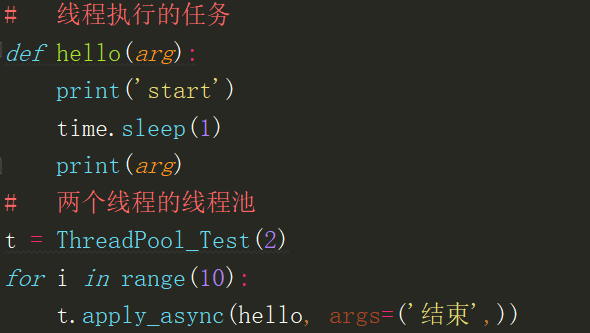 #   线程执行的任务
def hello(arg):
    print('start')
    time.sleep(1)
    print(arg)
#   两个线程的线程池
t = ThreadPool_Test(2)
for i in range(10):
    t.apply_async(hello, args=('结束',))